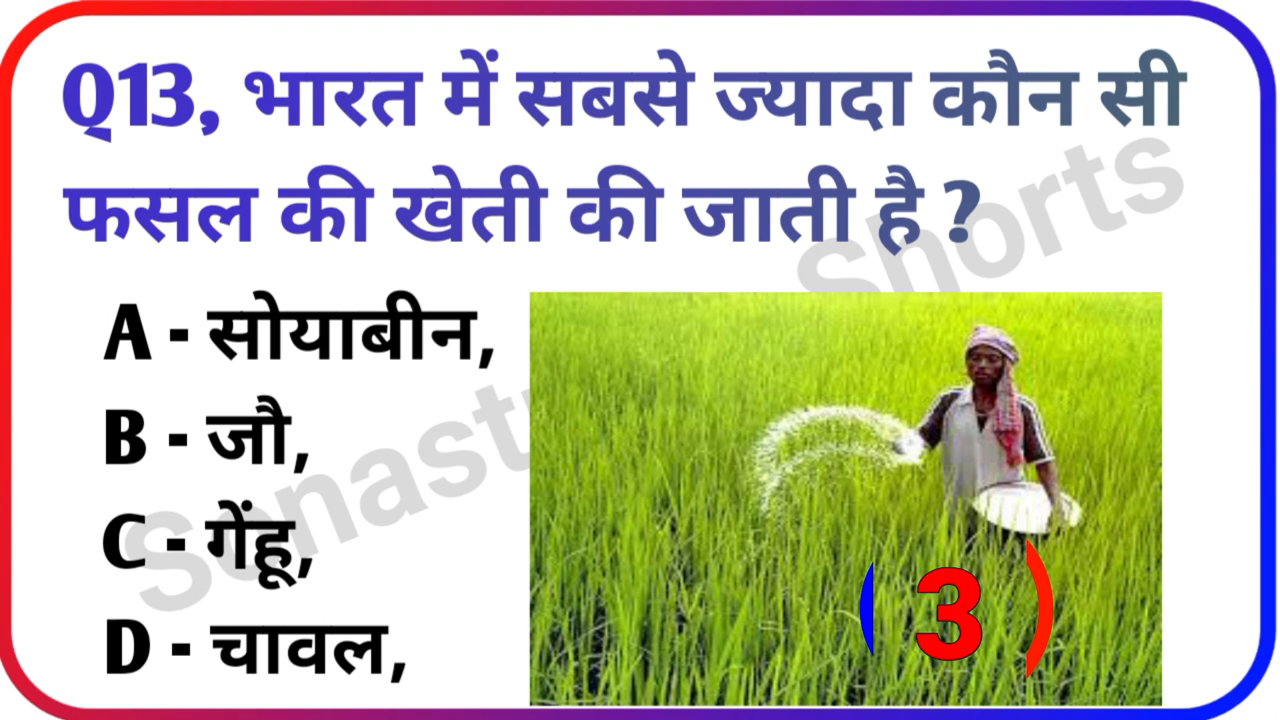 Q13, भारत में सबसे ज्यादा कौन सी
फसल की खेती की जाती है ?
A - सोयाबीन,
B - जौ,
C - गेंहू,
D - चावल,
( 3 )
Shorts